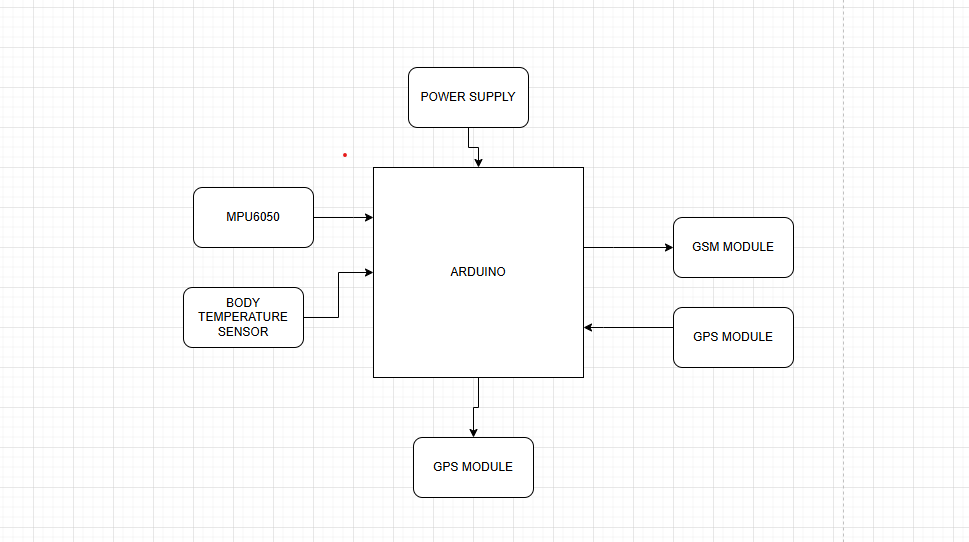 POWER SUPPLY
MPU6050
ARDUINO
GSM MODULE
BODY
TEMPERATURE
SENSOR
GPS MODULE
GPS MODULE